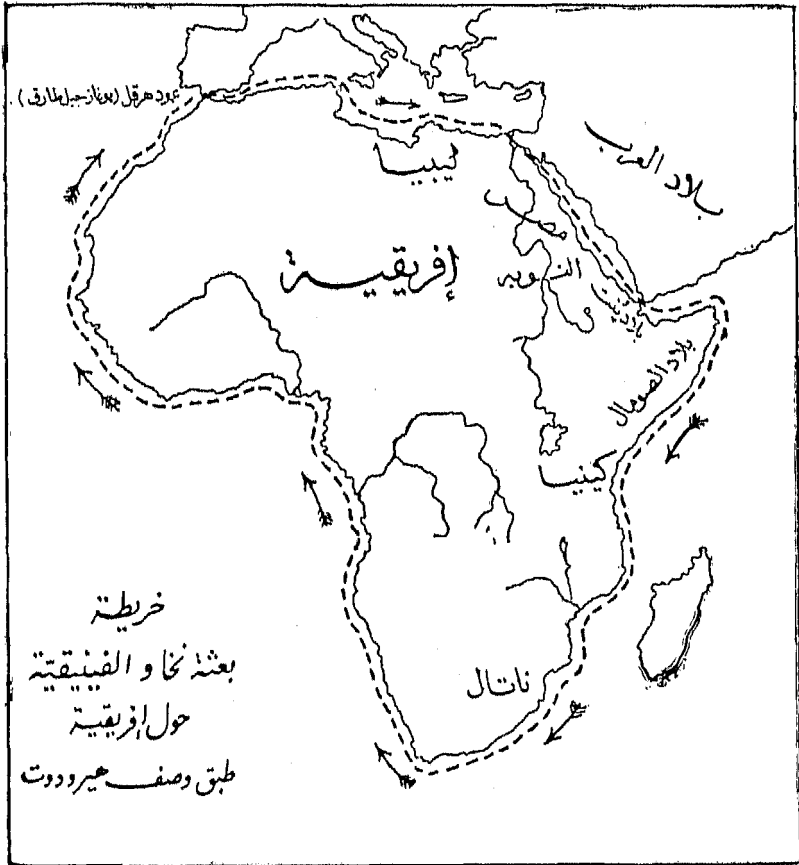 عمود هرقل (بوغاز جبل طارق).
ليبيا
بلاد العرب
مصر
إفريقية
النوبه
بلاد الصومال
كينيا
ناتال
خريطة
بعثة نخاو الفينيقية
حول إفريقية
طبق وصف هيرودوت